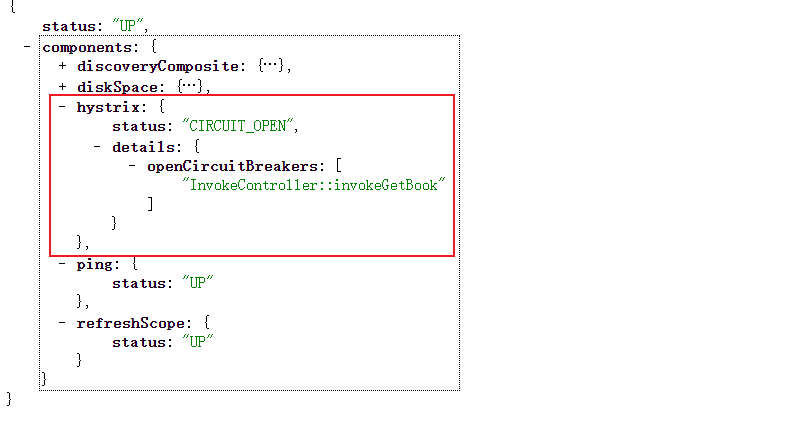 {
status: "UP",
- components: {
+ discoveryComposite: {…},
+ diskSpace: {…},
- hystrix: {
status: "CIRCUIT_OPEN",
- details: {
- openCircuitBreakers: [
"InvokeController::invokeGetBook"
]
}
},
- ping: {
status: "UP"
},
- refreshScope: {
status: "UP"
}
}
}